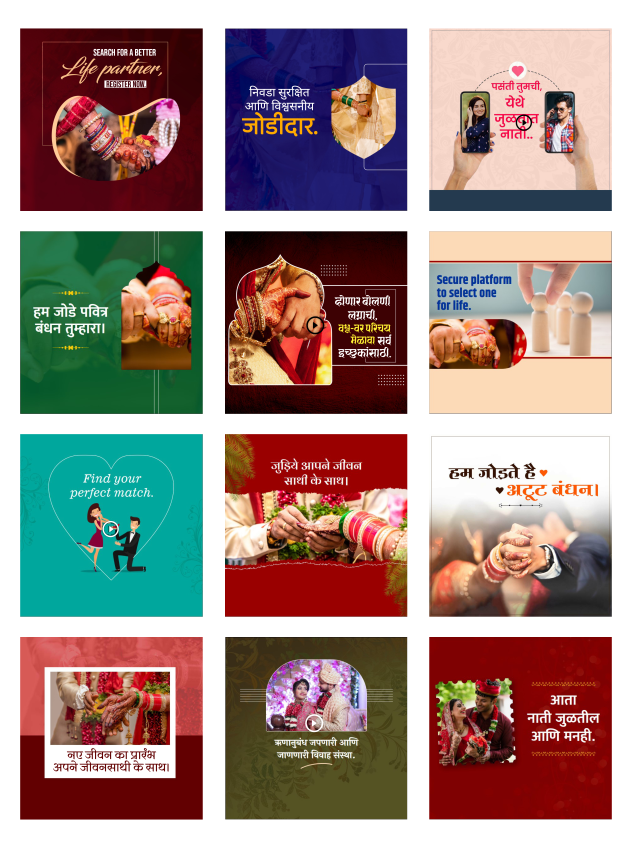 SEARCH FOR A BETTER
Life partner,
REGISTER NOW
निवडा सुरक्षित
आणि विश्वसनीय
जोडीदार.
पसंती तुमची,
येथे
जुळतात
नाती..
हम जोडे पवित्र
बंधन तुम्हारा।
होणार बोलणी
लग्नाची,
वधू-वर परिचय
मेळावा सर्व
इच्छुकांसाठी.
Secure platform
to select one
for life.
Find your
perfect match.
जुड़िये आपने जीवन
साथी के साथ।
हम जोड़ते है
अटूट बंधन।
नए जीवन का प्रारंभ
अपने जीवनसाथी के साथ।
ऋणानुबंध जपणारी आणि
जाणणारी विवाह संस्था.
आता
नाती जुळतील
आणि मनही.